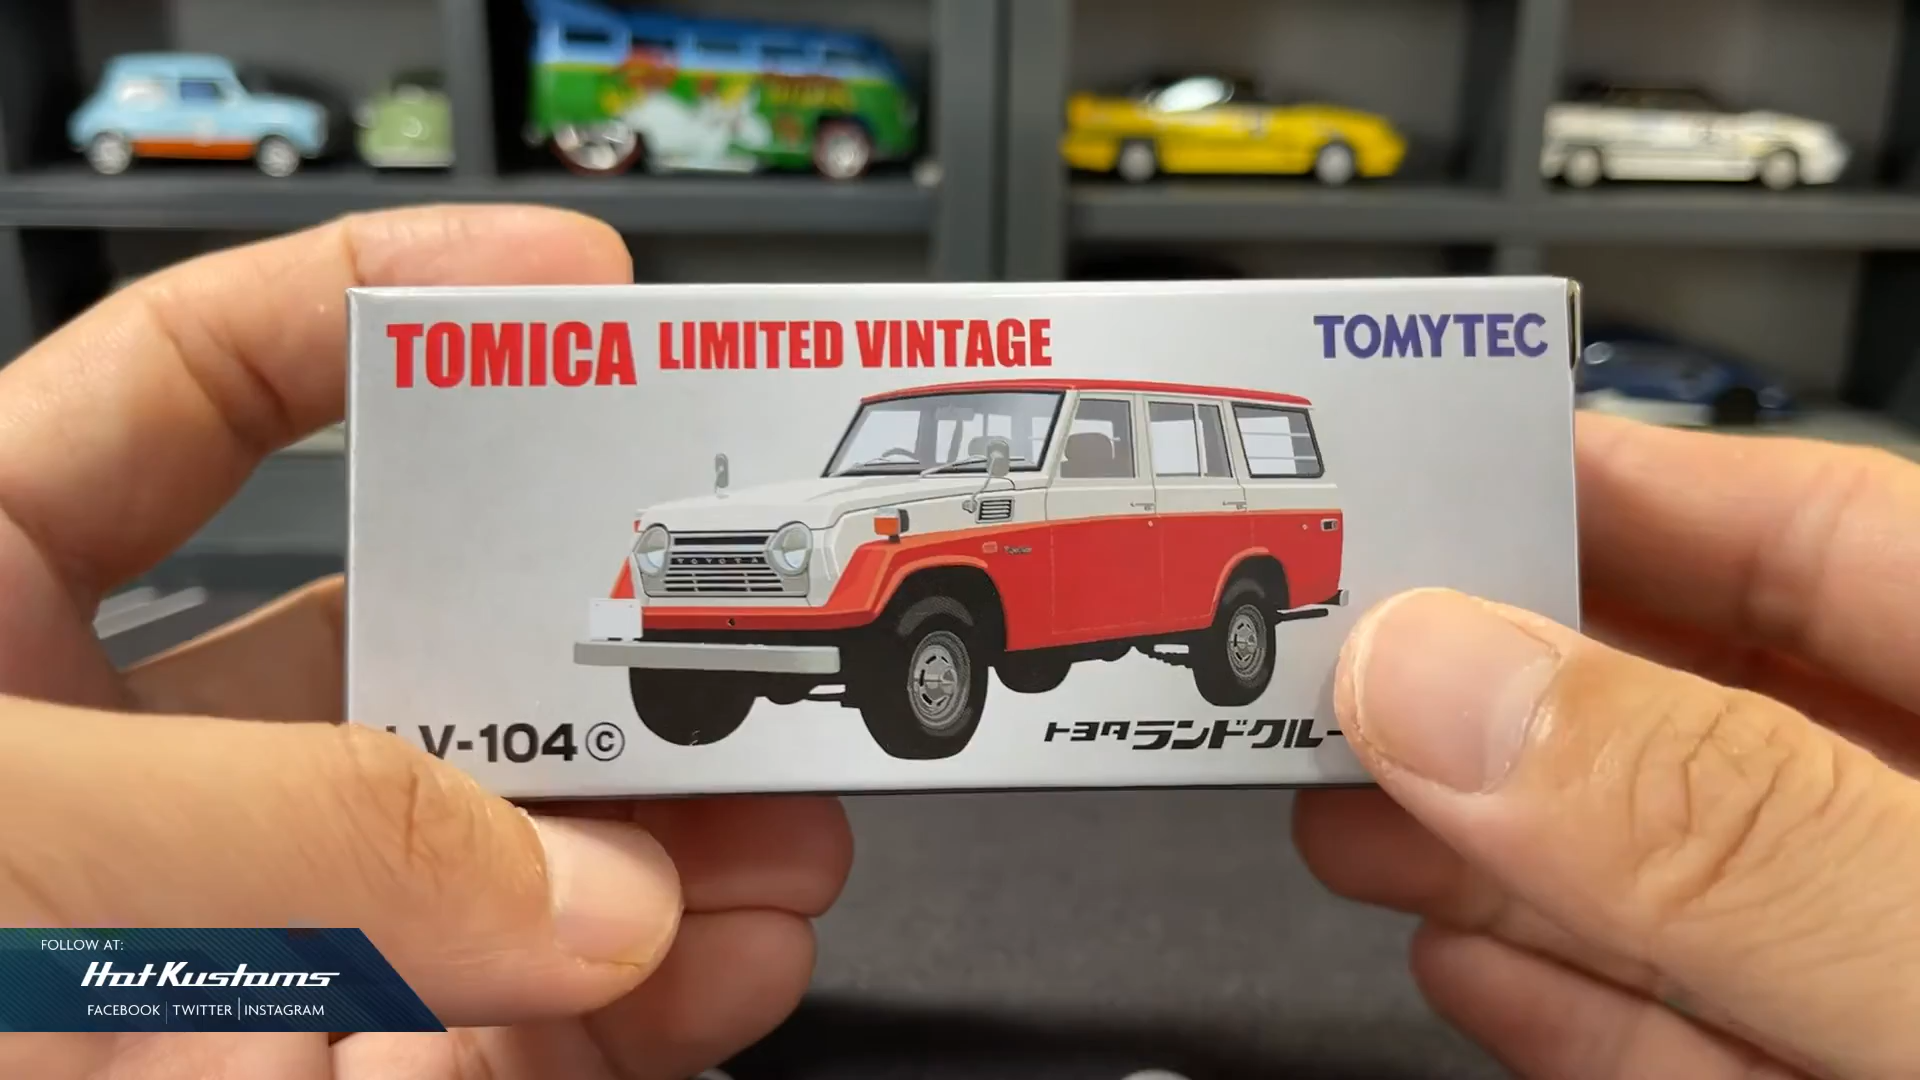 TOMICA LIMITED VINTAGE
TOMYTEC
TOYOTA
V-104©
トヨタ ランドクルー
FOLLOW AT:
HotKustoms
FACEBOOK | TWITTER | INSTAGRAM